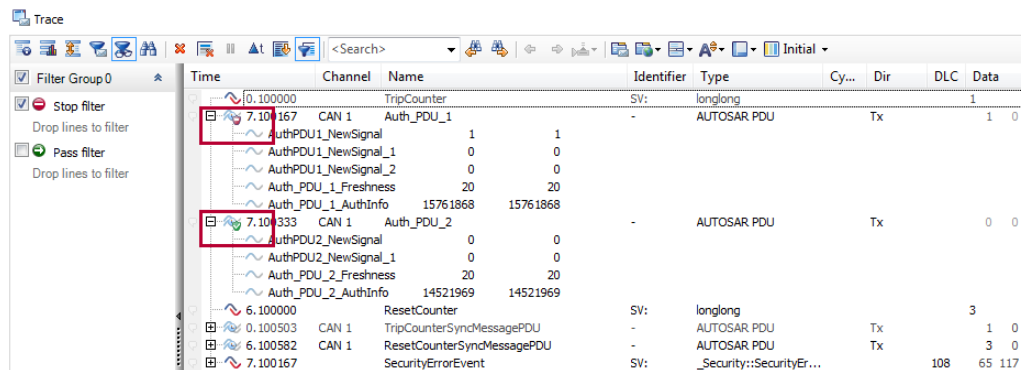 Trace
<Search> Initial
Filter Group 0 Time Channel Name Identifier Type Cy... Dir DLC Data
Stop filter 0.100000 TripCounter SV: longlong 1
Drop lines to filter 7.100167 CAN 1 Auth_PDU_1 - AUTOSAR PDU Tx 1 0
AuthPDU1_NewSignal 1 1
Pass filter AuthPDU1_NewSignal_1 0 0
Drop lines to filter AuthPDU1_NewSignal_2 0 0
Auth_PDU_1_Freshness 20 20
Auth_PDU_1_AuthInfo 15761868 15761868
7.100333 CAN 1 Auth_PDU_2 - AUTOSAR PDU Tx 0 0
AuthPDU2_NewSignal 0 0
AuthPDU2_NewSignal_1 0 0
Auth_PDU_2_Freshness 20 20
Auth_PDU_2_AuthInfo 14521969 14521969
6.100000 ResetCounter SV: longlong 3
0.100503 CAN 1 TripCounterSyncMessagePDU - AUTOSAR PDU Tx 1 0
6.100582 CAN 1 ResetCounterSyncMessagePDU - AUTOSAR PDU Tx 3 0
7.100167 SecurityErrorEvent SV: _Security::SecurityEr... 108 65 117